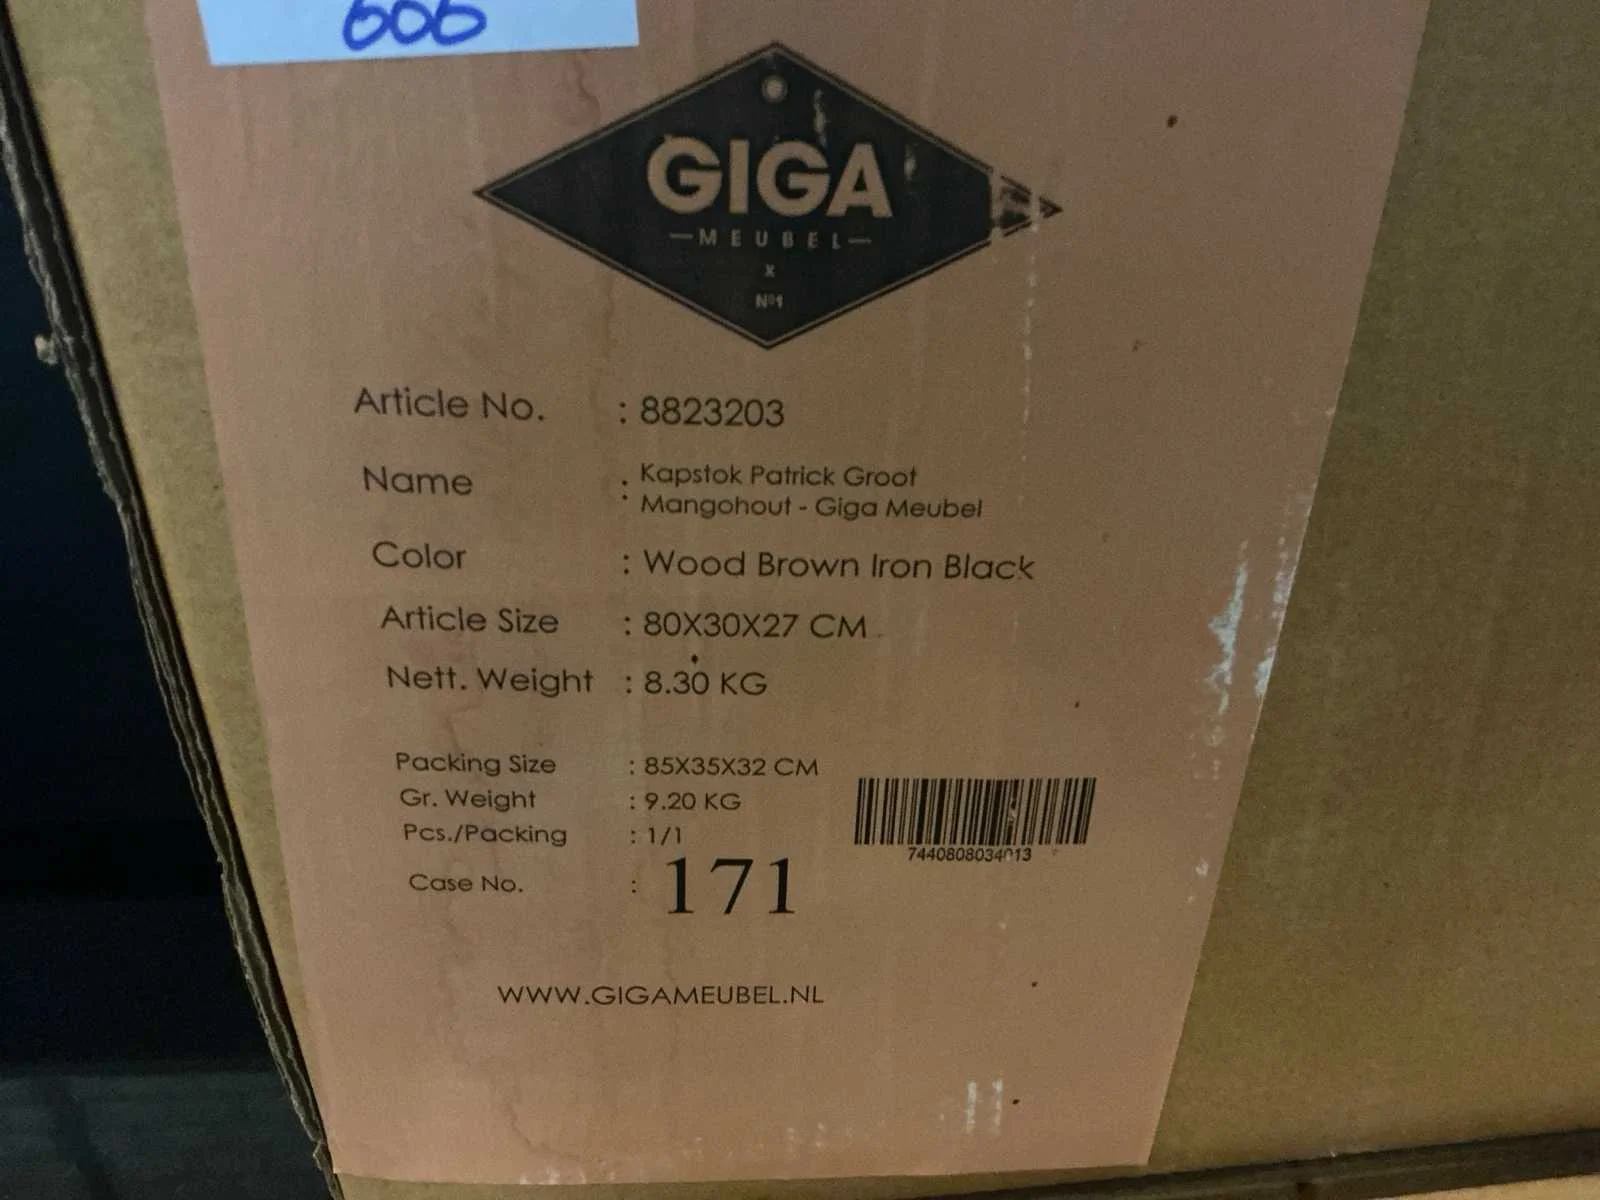 606
GIGA
MEUBEL
x
Nº1
Article No. : 8823203
Name : Kapstok Patrick Groot
Mangohout - Giga Meubel
Color : Wood Brown Iron Black
Article Size : 80X30X27 CM
Nett. Weight : 8.30 KG
Packing Size : 85X35X32 CM
Gr. Weight : 9.20 KG
Pcs./Packing : 1/1
7440808034013
Case No. : 171
WWW.GIGAMEUBEL.NL